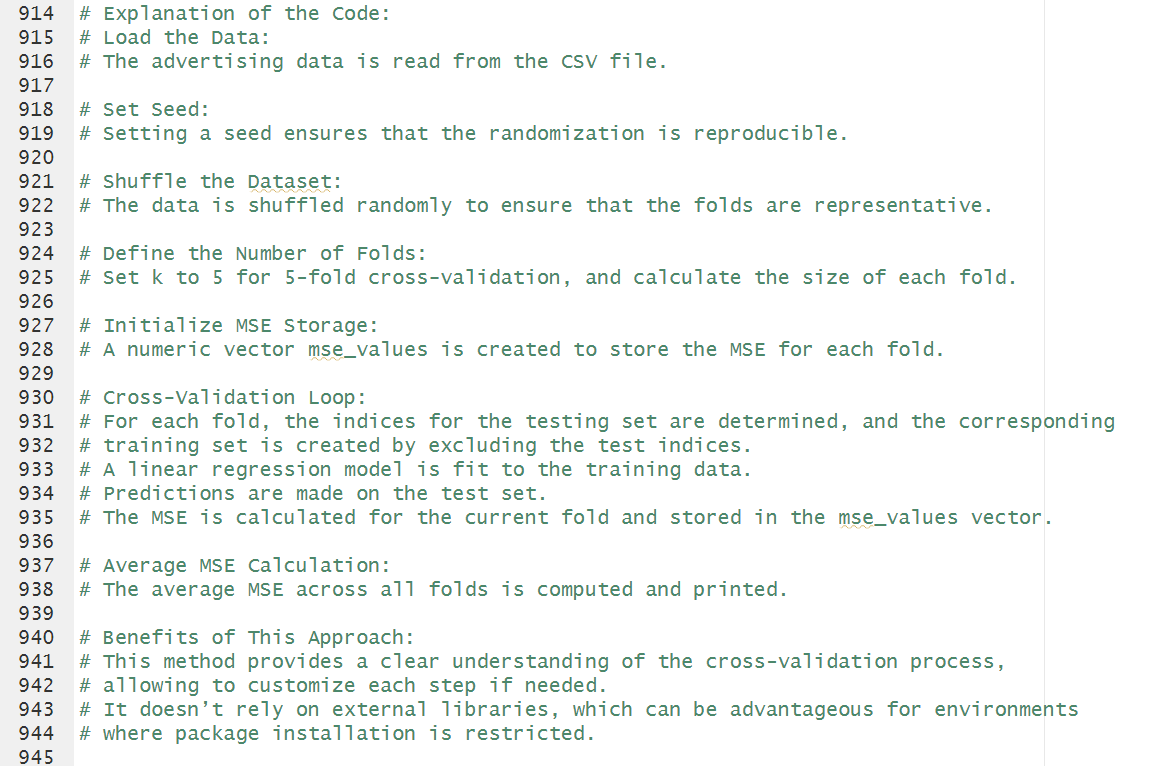 914 # Explanation of the Code:
915 # Load the Data:
916 # The advertising data is read from the CSV file.
917
918 # Set Seed:
919 # Setting a seed ensures that the randomization is reproducible.
920
921 # Shuffle the Dataset:
922 # The data is shuffled randomly to ensure that the folds are representative.
923
924 # Define the Number of Folds:
925 # Set k to 5 for 5-fold cross-validation, and calculate the size of each fold.
926
927 # Initialize MSE Storage:
928 # A numeric vector mse_values is created to store the MSE for each fold.
929
930 # Cross-Validation Loop:
931 # For each fold, the indices for the testing set are determined, and the corresponding
932 # training set is created by excluding the test indices.
933 # A linear regression model is fit to the training data.
934 # Predictions are made on the test set.
935 # The MSE is calculated for the current fold and stored in the mse_values vector.
936
937 # Average MSE Calculation:
938 # The average MSE across all folds is computed and printed.
939
940 # Benefits of This Approach:
941 # This method provides a clear understanding of the cross-validation process,
942 # allowing to customize each step if needed.
943 # It doesn’t rely on external libraries, which can be advantageous for environments
944 # where package installation is restricted.
945